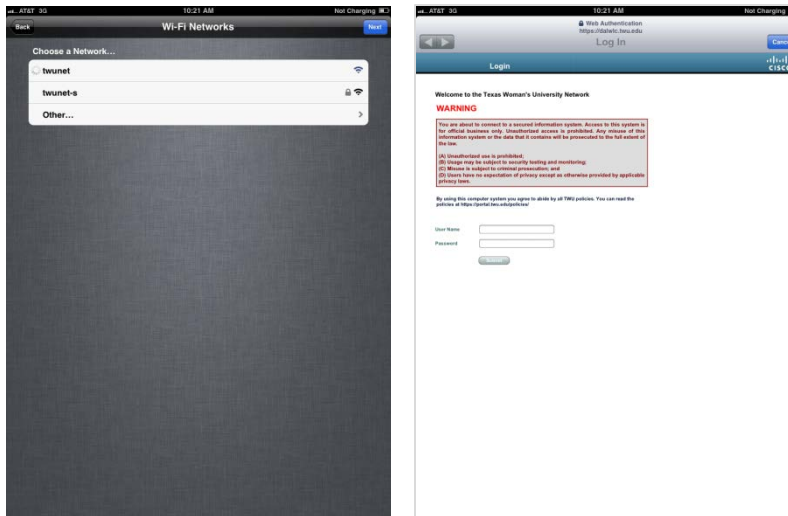 AT&T 3G 10:21 AM Not Charging
Back Wi-Fi Networks Next
Choose a Network...
twunet
twunet-s
Other...
AT&T 3G 10:21 AM Not Charging
Web Authentication
https://dalwlc.twu.edu
Log In
Cance
Login
CISC
Welcome to the Texas Woman's University Network
WARNING
You are about to connect to a secured information system. Access to this system is
for official business only. Unauthorized access is prohibited. Any misuse of this
information system or the data that it contains will be prosecuted to the full extent of
the law.
(A) Unauthorized use is prohibited;
(B) Usage may be subject to security testing and monitoring;
(C) Misuse is subject to criminal prosecution; and
(D) Users have no expectation of privacy except as otherwise provided by applicable
privacy laws.
By using this computer system you agree to abide by all TWU policies. You can read the
policies at https://portal.twu.edu/policies/
User Name
Password
Submit